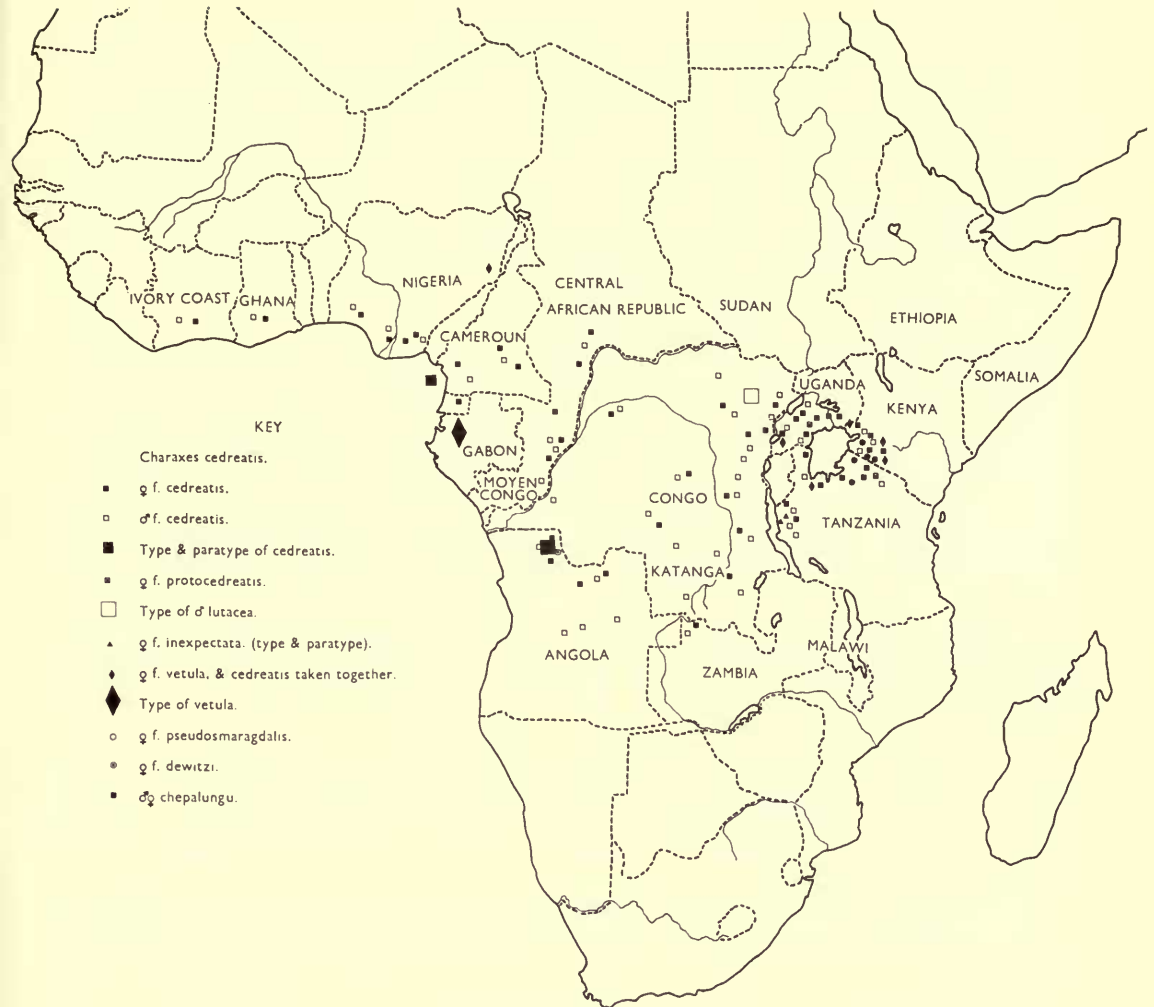 NIGERIA
IVORY COAST
GHANA
CENTRAL
AFRICAN REPUBLIC
SUDAN
ETHIOPIA
CAMEROUN
UGANDA
SOMALIA
KENYA
GABON
MOYEN
CONGO
CONGO
TANZANIA
KATANGA
ANGOLA
MALAWI
ZAMBIA
KEY
Charaxes cedreatis.
♀ f. cedreatis.
♂ f. cedreatis.
Type & paratype of cedreatis.
♀ f. protocedreatis.
Type of ♂ lutacea.
♀ f. inexpectata. (type & paratype).
♀ f. vetula, & cedreatis taken together.
Type of vetula.
♀ f. pseudosmaragdalis.
♀ f. dewitzi.
♂♀ chepalungu.